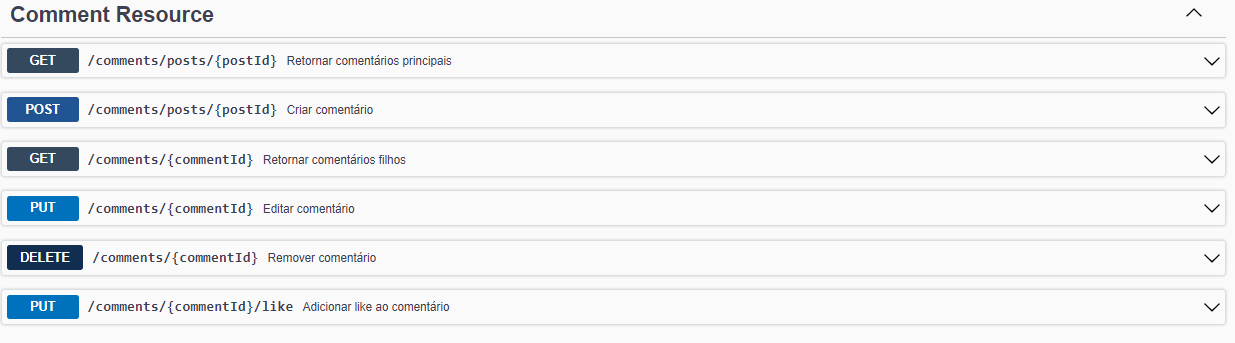 Comment Resource
GET /comments/posts/{postId} Retornar comentários principais
POST /comments/posts/{postId} Criar comentário
GET /comments/{commentId} Retornar comentários filhos
PUT /comments/{commentId} Editar comentário
DELETE /comments/{commentId} Remover comentário
PUT /comments/{commentId}/like Adicionar like ao comentário